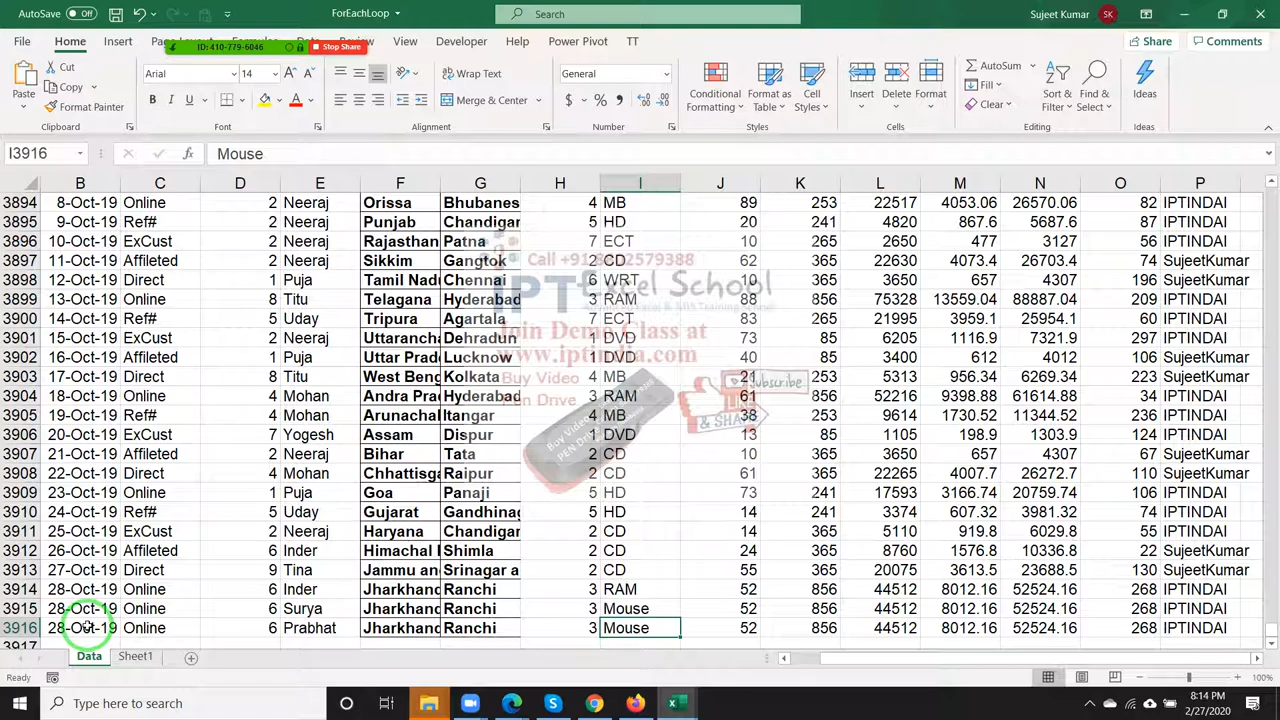 AutoSave Off ForEachLoop Search Sujeet Kumar SK
File Home Insert Page Layout Formulas Data Review View Developer Help Power Pivot TT Share Comments
ID: 410-779-6046 Stop Share
Paste Cut Copy Format Painter Clipboard
Arial 14 B I U A Font
Wrap Text Merge & Center Alignment
General $ % Number
Conditional Formatting Format as Table Cell Styles Styles
Insert Delete Format Cells
AutoSum Fill Clear Sort & Filter Find & Select Editing
Ideas Ideas
I3916 fx Mouse
B C D E F G H I J K L M N O P
3894 8-Oct-19 Online 2 Neeraj Orissa Bhubanes 4 MB 89 253 22517 4053.06 26570.06 82 IPTINDAI
3895 9-Oct-19 Ref# 2 Neeraj Punjab Chandigar 5 HD 20 241 4820 867.6 5687.6 87 IPTINDAI
3896 10-Oct-19 ExCust 2 Neeraj Rajasthan Patna 7 ECT 10 265 2650 477 3127 56 IPTINDAI
3897 11-Oct-19 Affileted 2 Neeraj Sikkim Gangtok 2 CD 62 365 22630 4073.4 26703.4 74 SujeetKumar
3898 12-Oct-19 Direct 1 Puja Tamil Nadu Chennai 6 WRT 10 365 3650 657 4307 196 SujeetKumar
3899 13-Oct-19 Online 8 Titu Telagana Hyderabad 3 RAM 88 856 75328 13559.04 88887.04 209 IPTINDAI
3900 14-Oct-19 Ref# 5 Uday Tripura Agartala 7 ECT 83 265 21995 3959.1 25954.1 60 IPTINDAI
3901 15-Oct-19 ExCust 2 Neeraj Uttarancha Dehradun 1 DVD 73 85 6205 1116.9 7321.9 297 IPTINDAI
3902 16-Oct-19 Affileted 1 Puja Uttar Prade Lucknow 1 DVD 40 85 3400 612 4012 106 SujeetKumar
3903 17-Oct-19 Direct 8 Titu West Beng Kolkata 4 MB 21 253 5313 956.34 6269.34 223 SujeetKumar
3904 18-Oct-19 Online 4 Mohan Andra Prad Hyderabad 3 RAM 61 856 52216 9398.88 61614.88 34 IPTINDAI
3905 19-Oct-19 Ref# 4 Mohan Arunachal Itangar 4 MB 38 253 9614 1730.52 11344.52 236 IPTINDAI
3906 20-Oct-19 ExCust 7 Yogesh Assam Dispur 1 DVD 13 85 1105 198.9 1303.9 124 IPTINDAI
3907 21-Oct-19 Affileted 2 Neeraj Bihar Tata 2 CD 10 365 3650 657 4307 67 SujeetKumar
3908 22-Oct-19 Direct 4 Mohan Chhattisga Raipur 2 CD 61 365 22265 4007.7 26272.7 110 SujeetKumar
3909 23-Oct-19 Online 1 Puja Goa Panaji 5 HD 73 241 17593 3166.74 20759.74 106 IPTINDAI
3910 24-Oct-19 Ref# 5 Uday Gujarat Gandhinag 5 HD 14 241 3374 607.32 3981.32 74 IPTINDAI
3911 25-Oct-19 ExCust 2 Neeraj Haryana Chandigar 2 CD 14 365 5110 919.8 6029.8 55 IPTINDAI
3912 26-Oct-19 Affileted 6 Inder Himachal Shimla 2 CD 24 365 8760 1576.8 10336.8 22 SujeetKumar
3913 27-Oct-19 Direct 9 Tina Jammu an Srinagar a 2 CD 55 365 20075 3613.5 23688.5 130 SujeetKumar
3914 28-Oct-19 Online 6 Inder Jharkhand Ranchi 3 RAM 52 856 44512 8012.16 52524.16 268 IPTINDAI
3915 28-Oct-19 Online 6 Surya Jharkhand Ranchi 3 Mouse 52 856 44512 8012.16 52524.16 268 IPTINDAI
3916 28-Oct-19 Online 6 Prabhat Jharkhand Ranchi 3 Mouse 52 856 44512 8012.16 52524.16 268 IPTINDAI
3917
IPT Excel School
Join Demo Class at
www.iptindia.com
Buy Video
Pen Drive
Subscribe
LIKE
& SHARE
Data Sheet1
Ready 100%
Type here to search 8:14 PM
2/27/2020